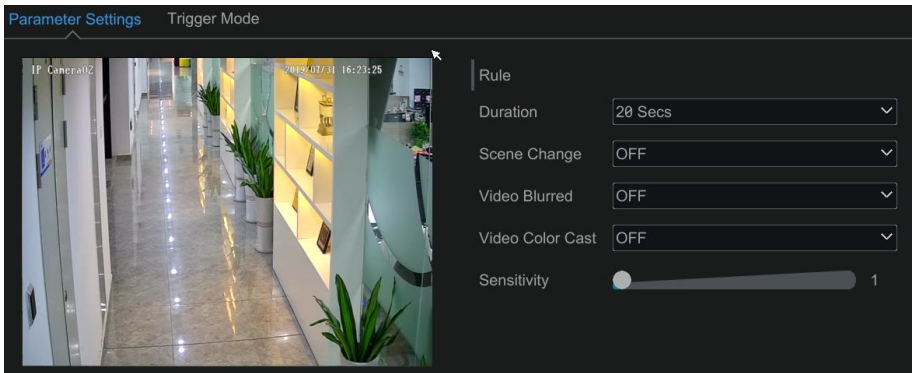 Parameter Settings Trigger Mode
IP Camera02 2019/07/31 16:23:25
Rule
Duration 20 Secs
Scene Change OFF
Video Blurred OFF
Video Color Cast OFF
Sensitivity 1